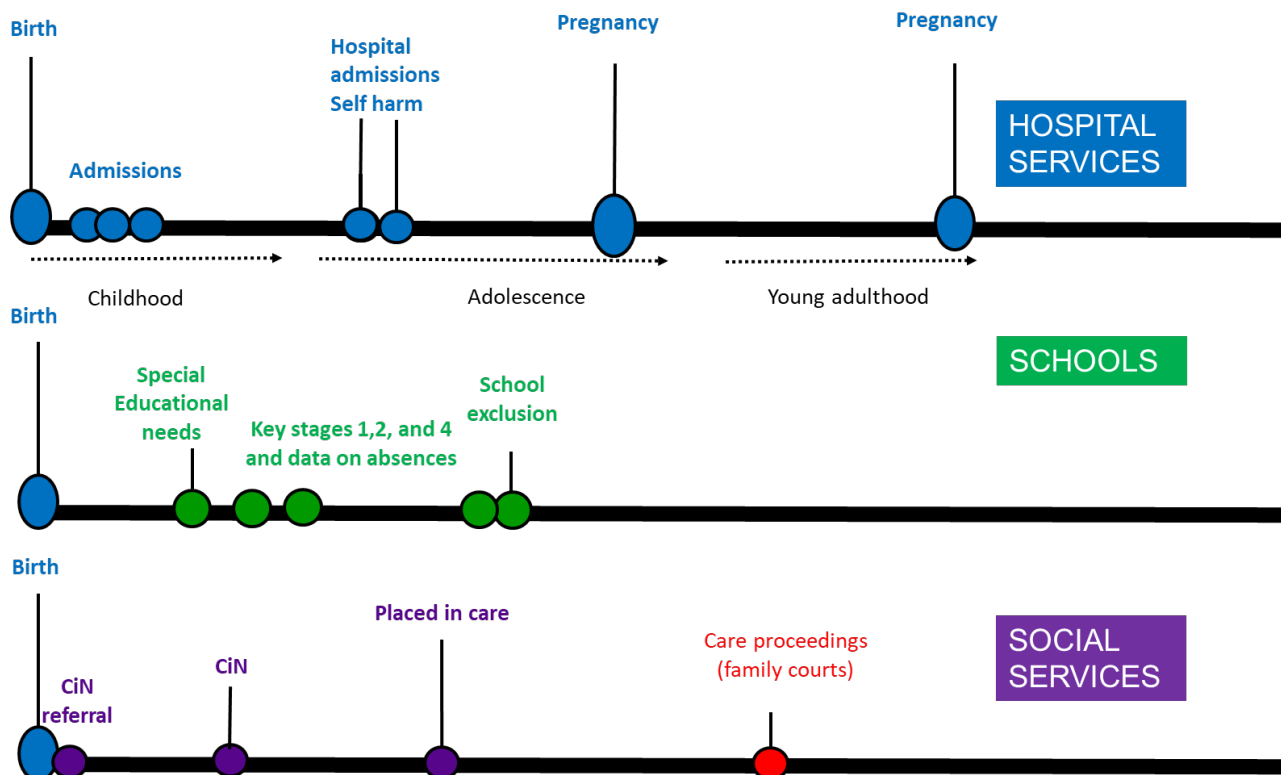 Birth
Pregnancy
Pregnancy
Hospital
admissions
Self harm
Admissions
HOSPITAL
SERVICES
Childhood
Adolescence
Young adulthood
Birth
SCHOOLS
Special
Educational
needs
Key stages 1,2, and 4
and data on absences
School
exclusion
Birth
CiN
referral
CiN
Placed in care
Care proceedings
(family courts)
SOCIAL
SERVICES